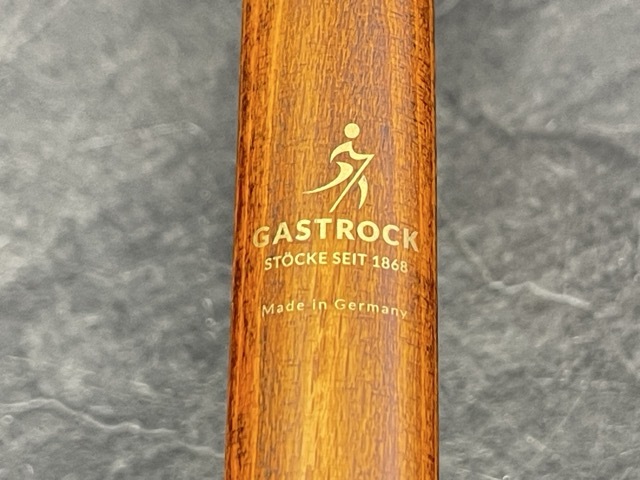 GASTROCK
STÖCKE SEIT 1868
Made in Germany